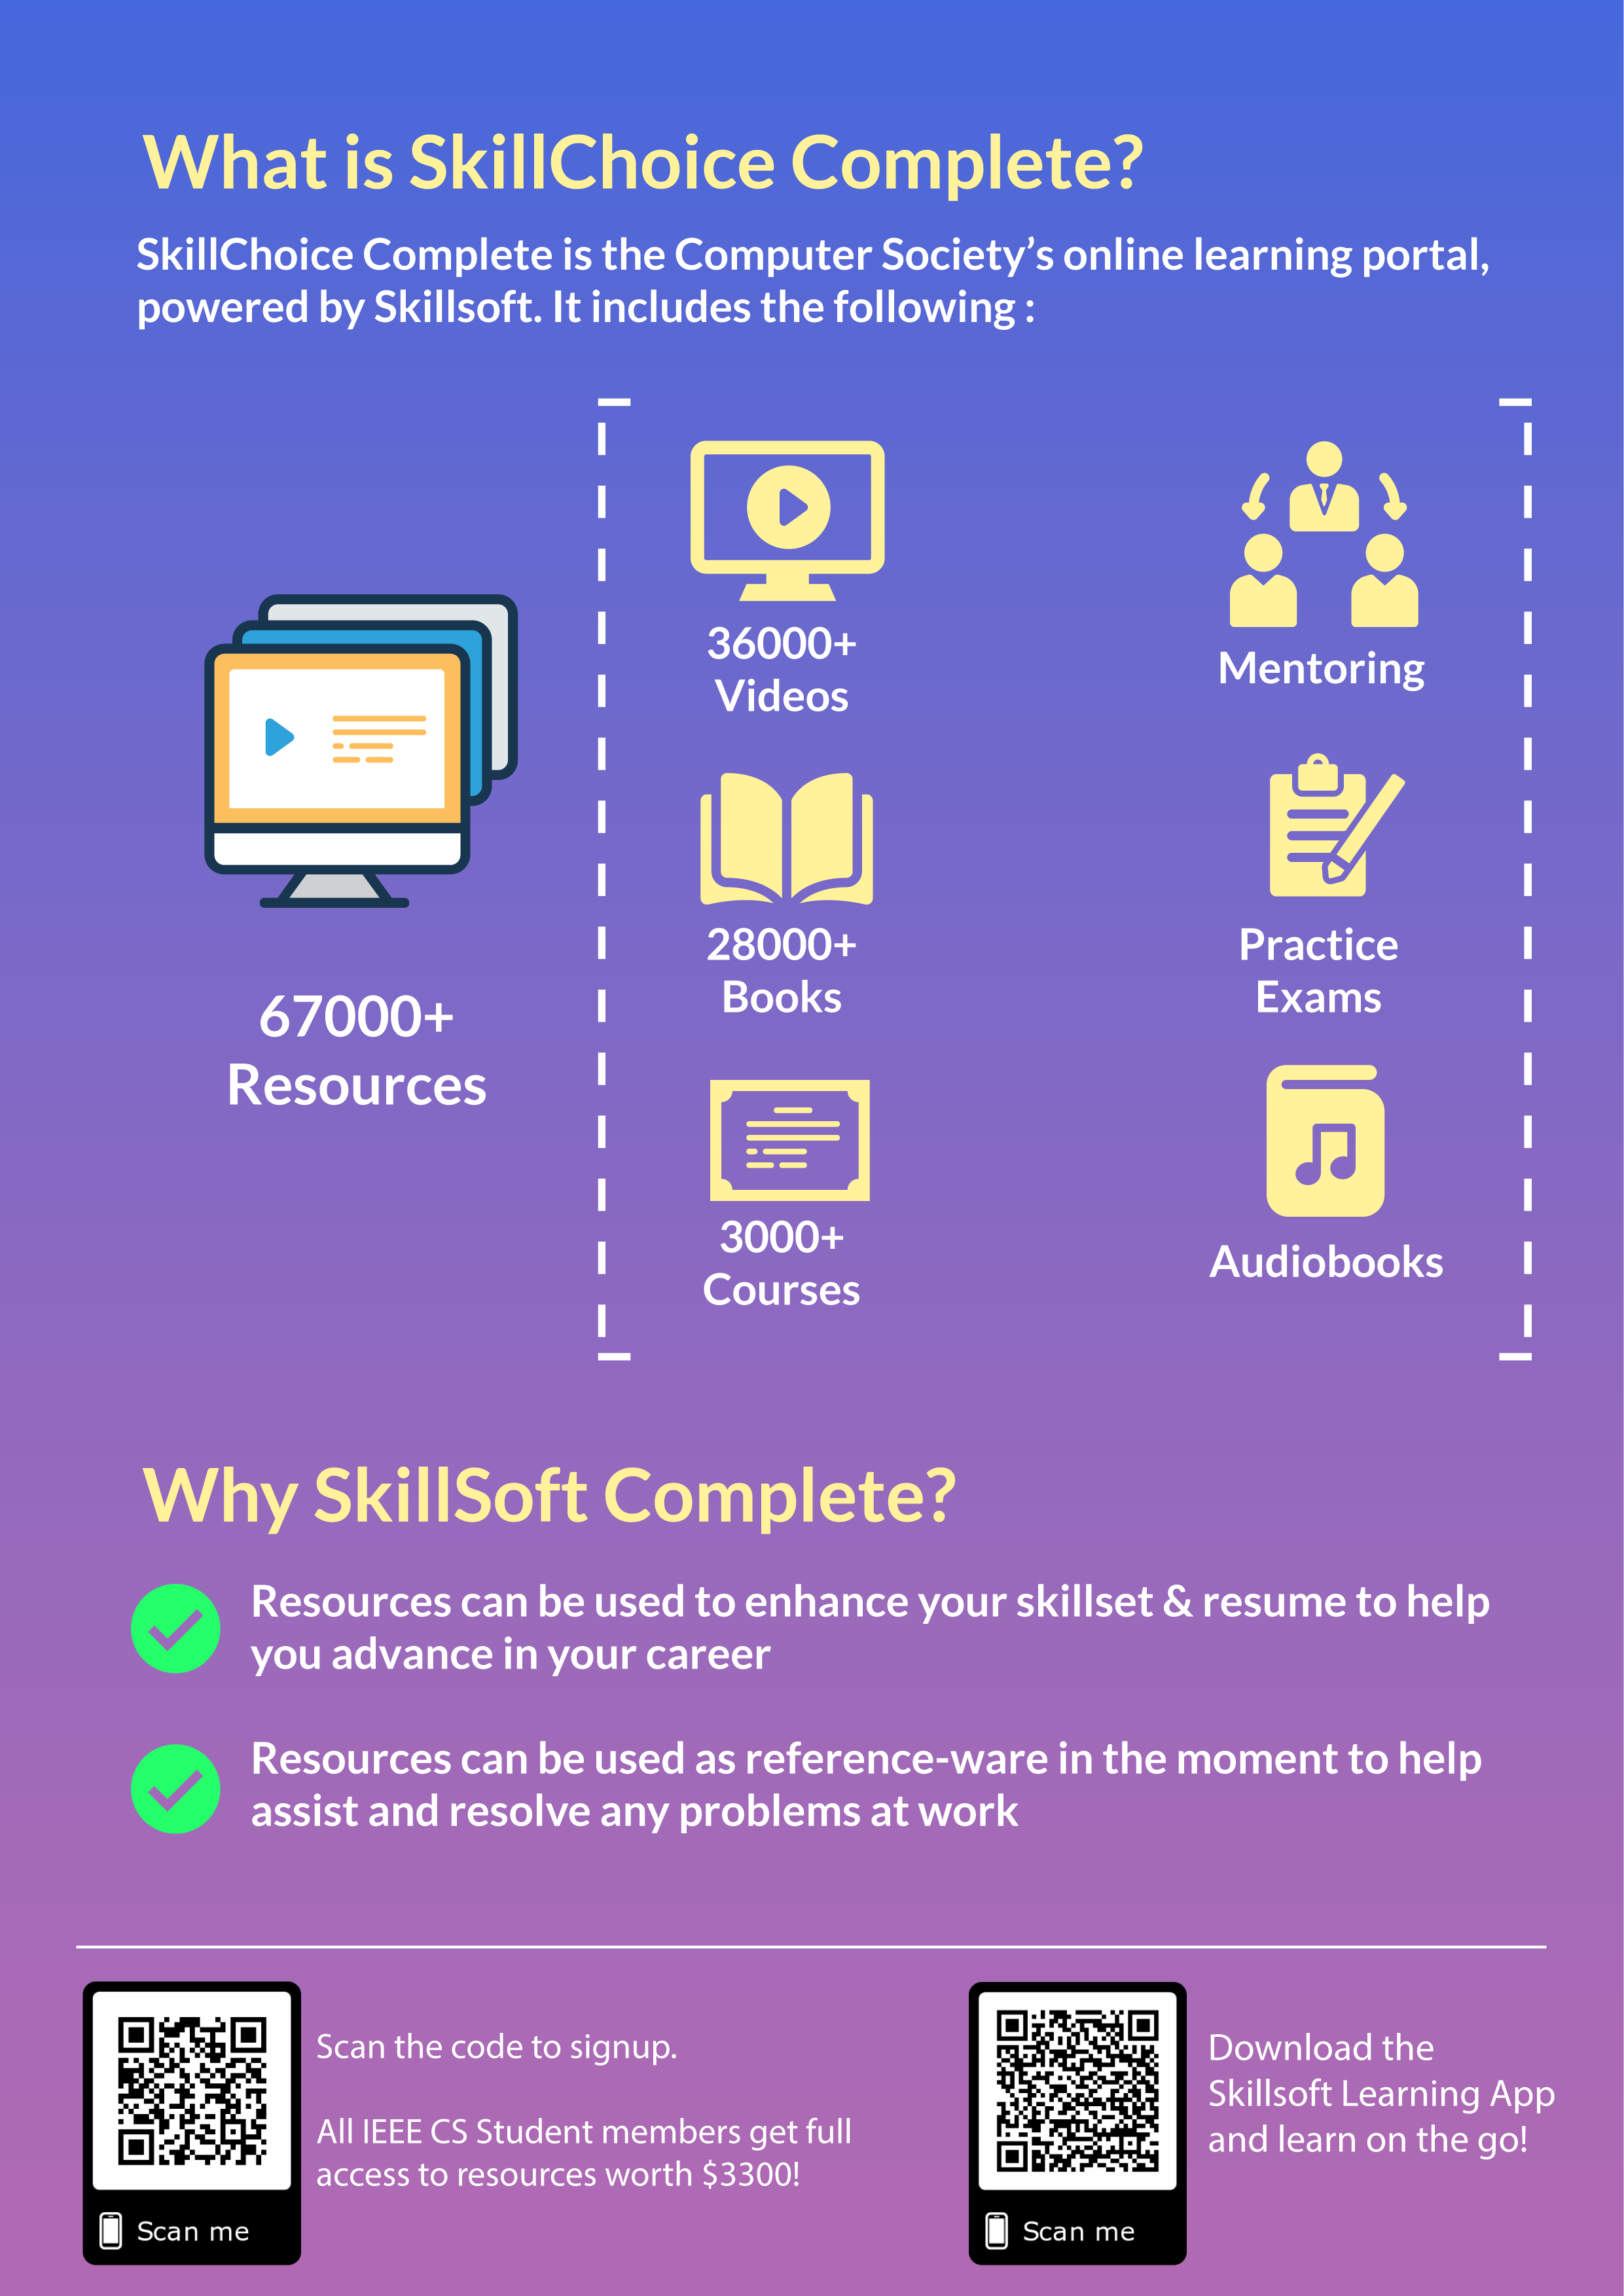 What is SkillChoice Complete?
SkillChoice Complete is the Computer Society’s online learning portal,
powered by Skillsoft. It includes the following :
67000+
Resources
36000+
Videos
28000+
Books
3000+
Courses
Mentoring
Practice
Exams
Audiobooks
Why SkillSoft Complete?
Resources can be used to enhance your skillset & resume to help
you advance in your career
Resources can be used as reference-ware in the moment to help
assist and resolve any problems at work
Scan the code to signup.
All IEEE CS Student members get full
access to resources worth $3300!
Scan me
Download the
Skillsoft Learning App
and learn on the go!
Scan me